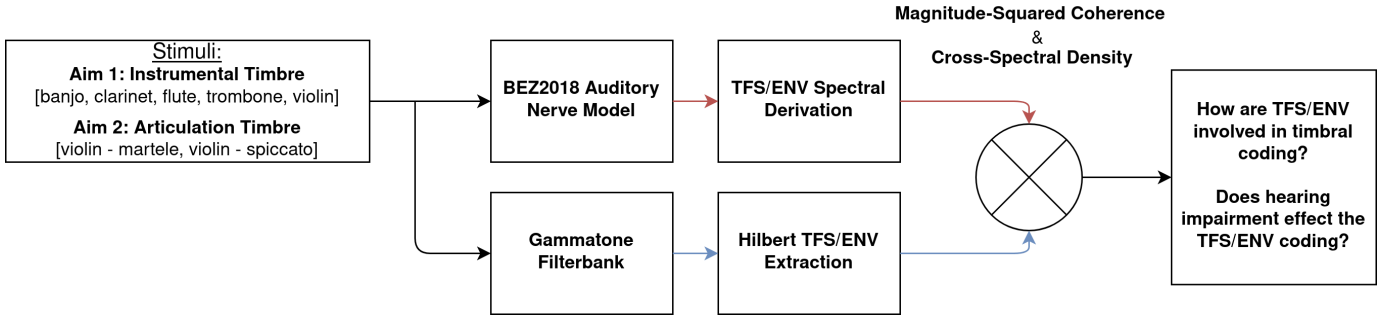 Stimuli:
Aim 1: Instrumental Timbre
[banjo, clarinet, flute, trombone, violin]
Aim 2: Articulation Timbre
[violin - martele, violin - spiccato]
BEZ2018 Auditory
Nerve Model
TFS/ENV Spectral
Derivation
Gammatone
Filterbank
Hilbert TFS/ENV
Extraction
Magnitude-Squared Coherence
&
Cross-Spectral Density
How are TFS/ENV
involved in timbral
coding?
Does hearing
impairment effect the
TFS/ENV coding?